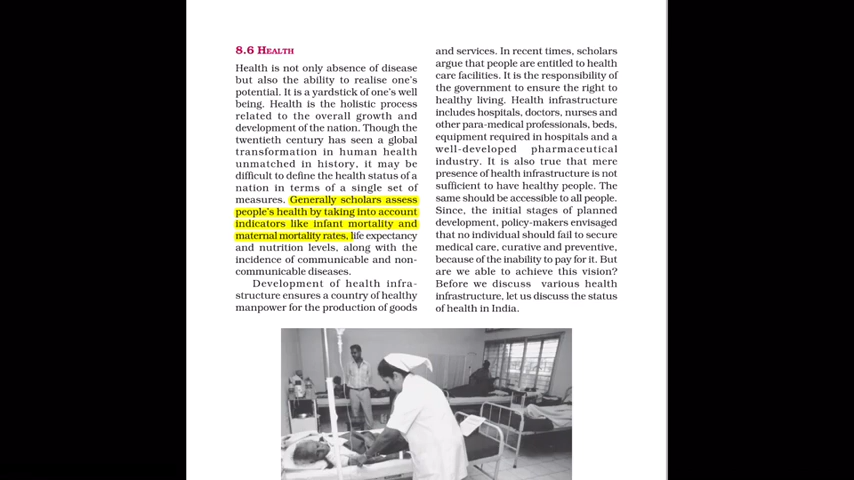 8.6 HEALTH
Health is not only absence of disease
but also the ability to realise one's
potential. It is a yardstick of one's well
being. Health is the holistic process
related to the overall growth and
development of the nation. Though the
twentieth century has seen a global
transformation in human health
unmatched in history, it may be
difficult to define the health status of a
nation in terms of a single set of
measures. Generally scholars assess
people's health by taking into account
indicators like infant mortality and
maternal mortality rates, life expectancy
and nutrition levels, along with the
incidence of communicable and non-
communicable diseases.
Development of health infra-
structure ensures a country of healthy
manpower for the production of goods
and services. In recent times, scholars
argue that people are entitled to health
care facilities. It is the responsibility of
the government to ensure the right to
healthy living. Health infrastructure
includes hospitals, doctors, nurses and
other para-medical professionals, beds,
equipment required in hospitals and a
well-developed pharmaceutical
industry. It is also true that mere
presence of health infrastructure is not
sufficient to have healthy people. The
same should be accessible to all people.
Since, the initial stages of planned
development, policy-makers envisaged
that no individual should fail to secure
medical care, curative and preventive,
because of the inability to pay for it. But
are we able to achieve this vision?
Before we discuss various health
infrastructure, let us discuss the status
of health in India.